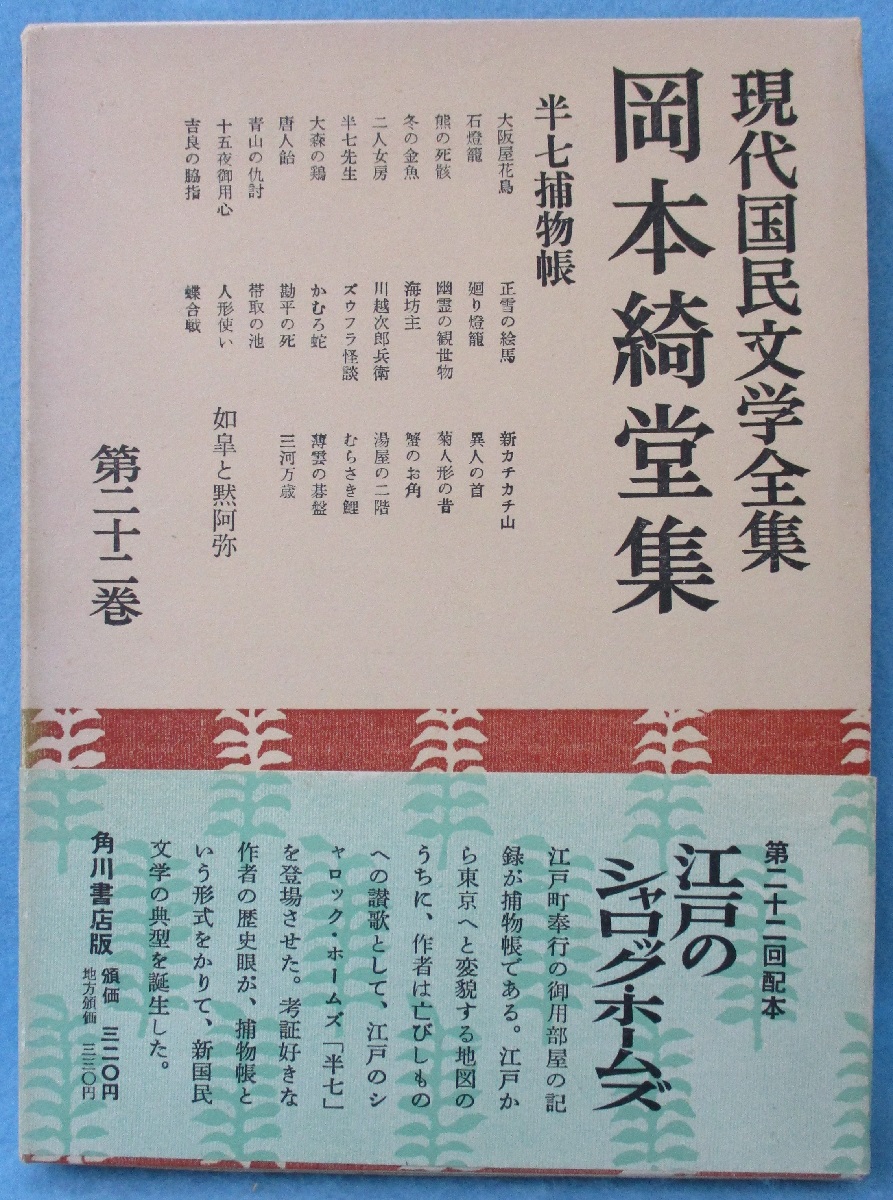 現代国民文学全集
岡本綺堂集
半七捕物帳
大阪屋花鳥
正雪の絵馬
新カチカチ山
石燈籠
廻り燈籠
異人の首
熊の死骸
幽霊の観世物
菊人形の昔
冬の金魚
海坊主
蟹のお角
二人女房
川越次郎兵衛
湯屋の二階
半七先生
ズウフラ怪談
むらさき鯉
大森の鶏
かむろ蛇
薄雲の碁盤
唐人飴
勘平の死
三河万歳
青山の仇討
帯取の池
十五夜御用心
人形使い
吉良の脇指
蝶合戦
如皐と黙阿弥
第二十二巻
第二十二回配本
江戸の
シャロック・ホームズ
江戸町奉行の御用部屋の記
録が捕物帳である。江戸か
ら東京へと変貌する地図の
うちに、作者は亡びしもの
への讃歌として、江戸のシ
ャロック・ホームズ「半七」
を登場させた。考証好きな
作者の歴史眼が、捕物帳と
いう形式をかりて、新国民
文学の典型を誕生した。
角川書店版 頒価 三二〇円
地方頒価 三三〇円